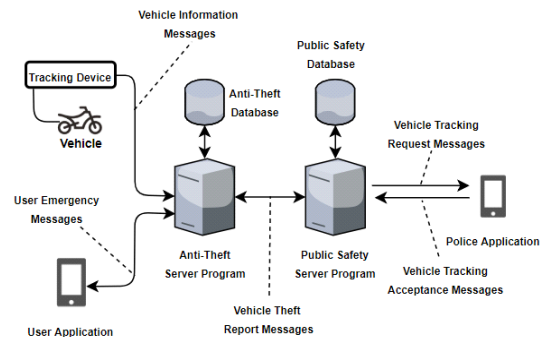 Vehicle Information
Messages
Public Safety
Database
Tracking Device
Anti-Theft
Database
Vehicle
Vehicle Tracking
Request Messages
User Emergency
Messages
Police Application
Anti-Theft
Server Program
Public Safety
Server Program
Vehicle Tracking
Acceptance Messages
Vehicle Theft
Report Messages
User Application